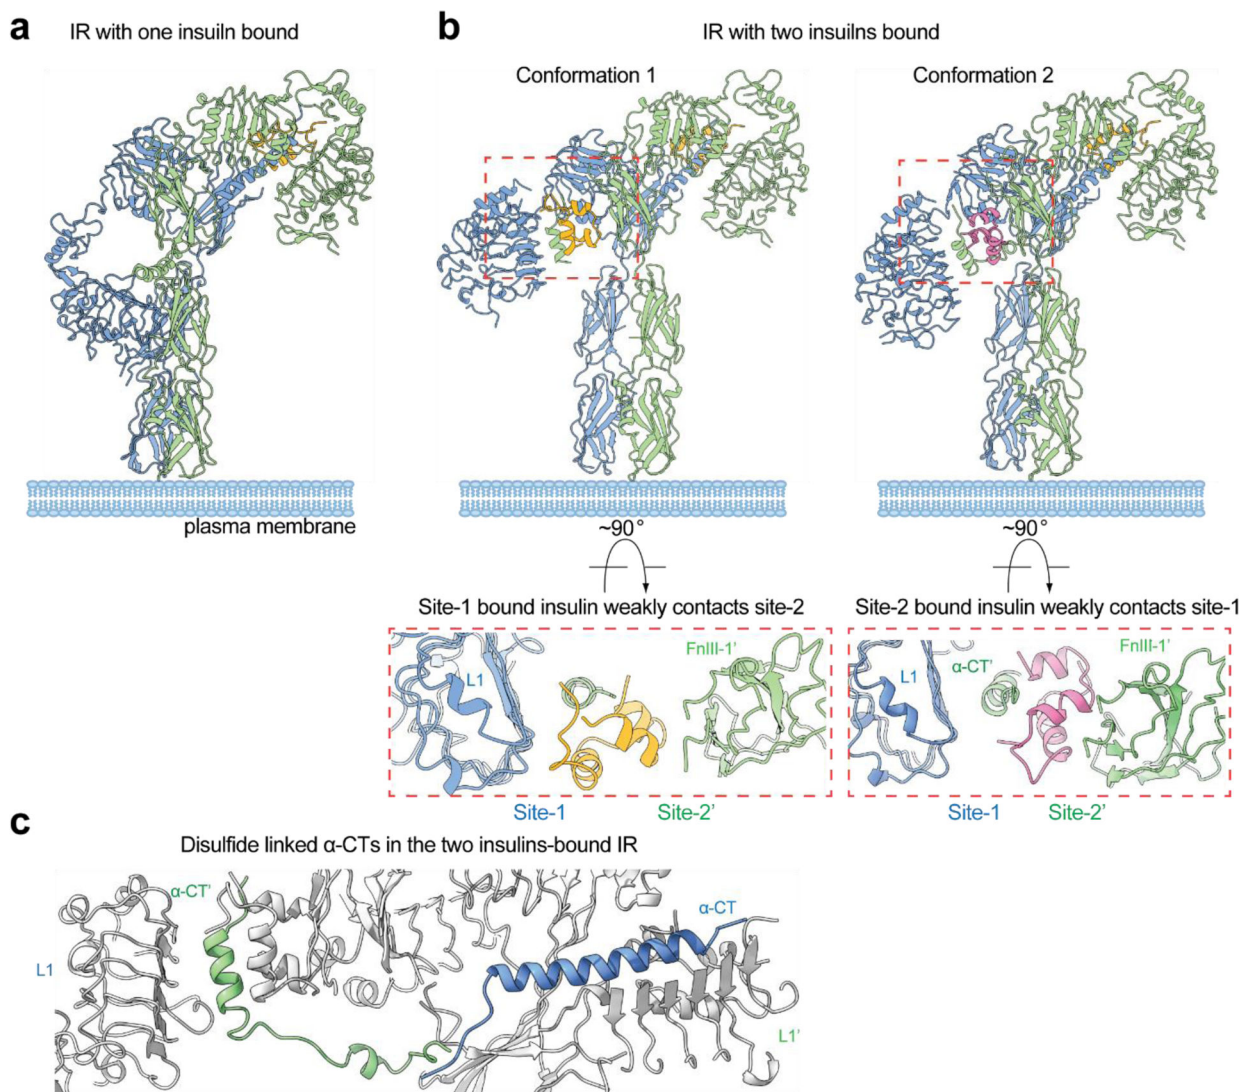 a
IR with one insuln bound
b
IR with two insuilns bound
Conformation 1
Conformation 2
plasma membrane
~90°
~90°
Site-1 bound insulin weakly contacts site-2
Site-2 bound insulin weakly contacts site-1
L1
FnIII-1'
L1
α-CT'
FnIII-1'
Site-1
Site-2'
Site-1
Site-2'
c
Disulfide linked α-CTs in the two insulins-bound IR
α-CT'
α-CT
L1
L1'